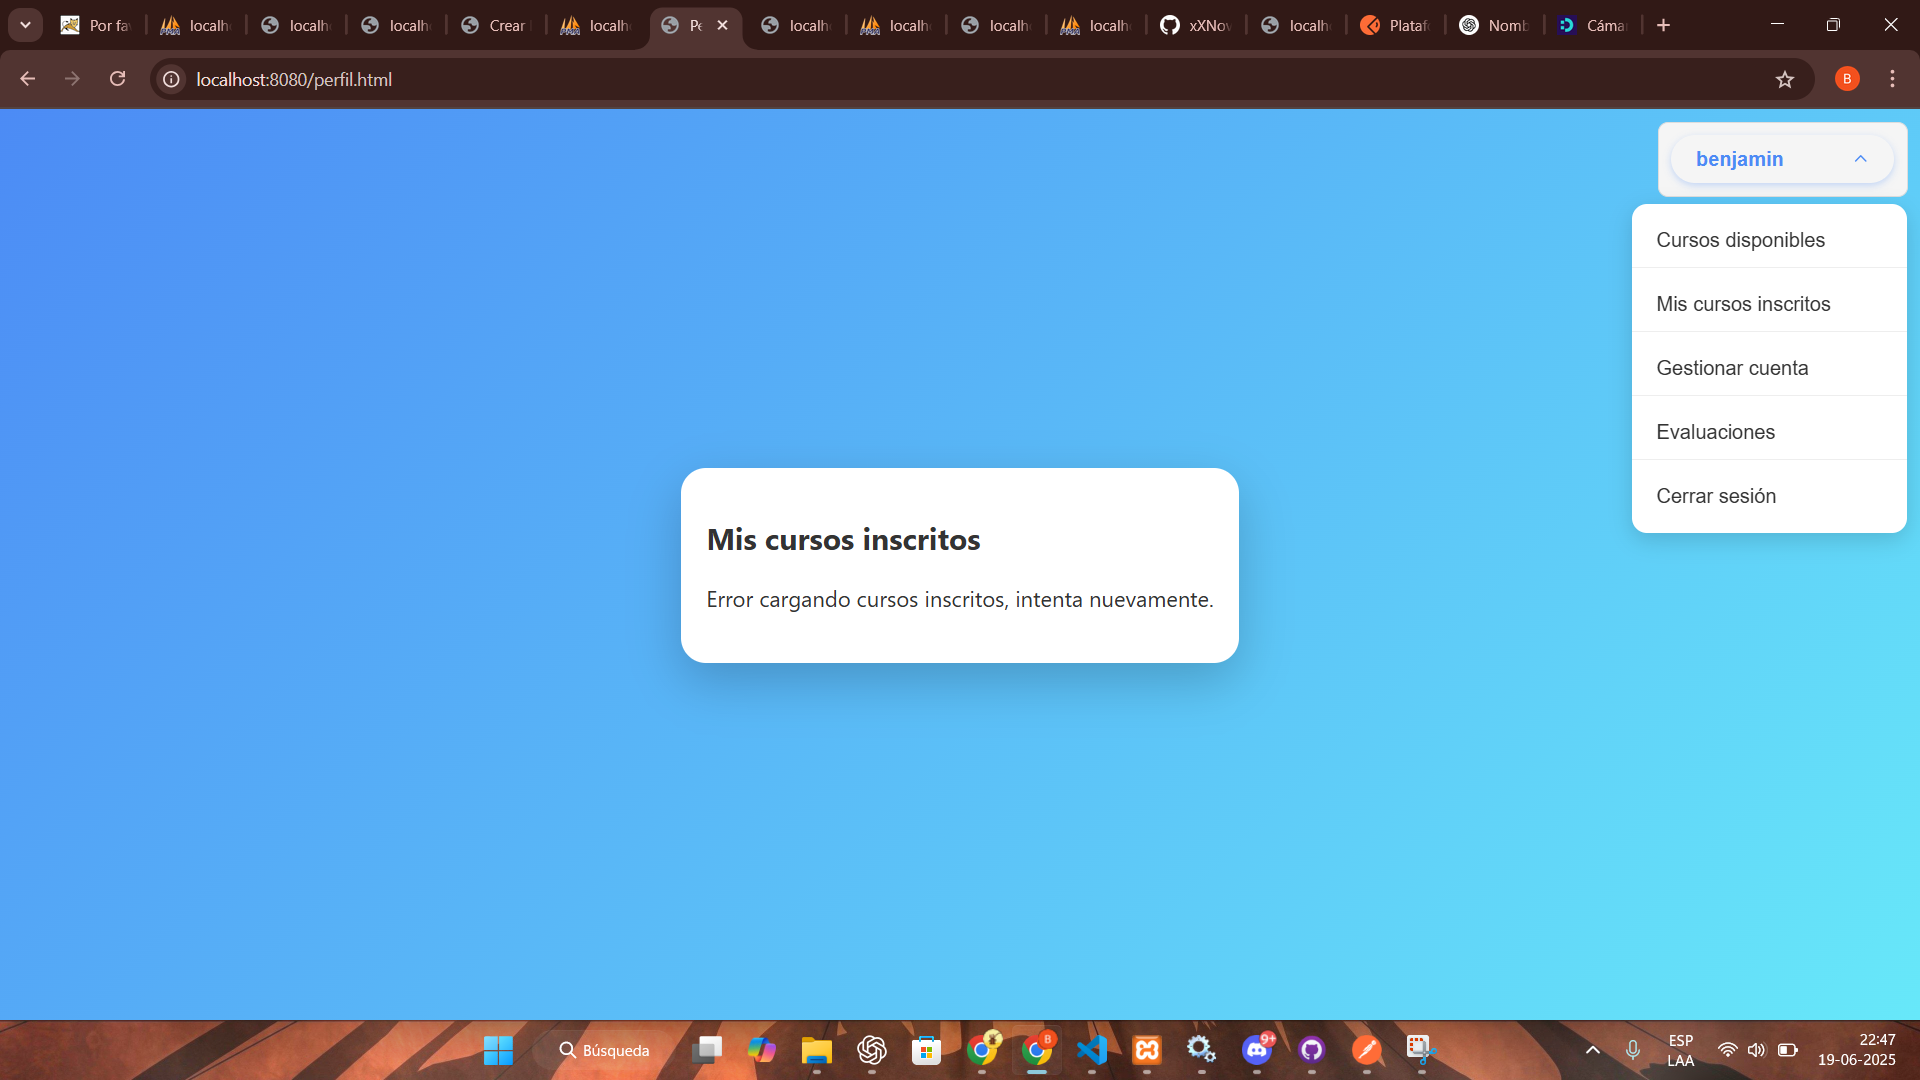 Por fa
localh
localh
localh
Crear
localh
Pe
localh
localh
localh
localh
xXNov
localh
Plataf
Nomb
Cáma
localhost:8080/perfil.html
B
benjamin
Cursos disponibles
Mis cursos inscritos
Gestionar cuenta
Evaluaciones
Cerrar sesión
Mis cursos inscritos
Error cargando cursos inscritos, intenta nuevamente.
Búsqueda
B
9+
ESP
LAA
22:47
19-06-2025